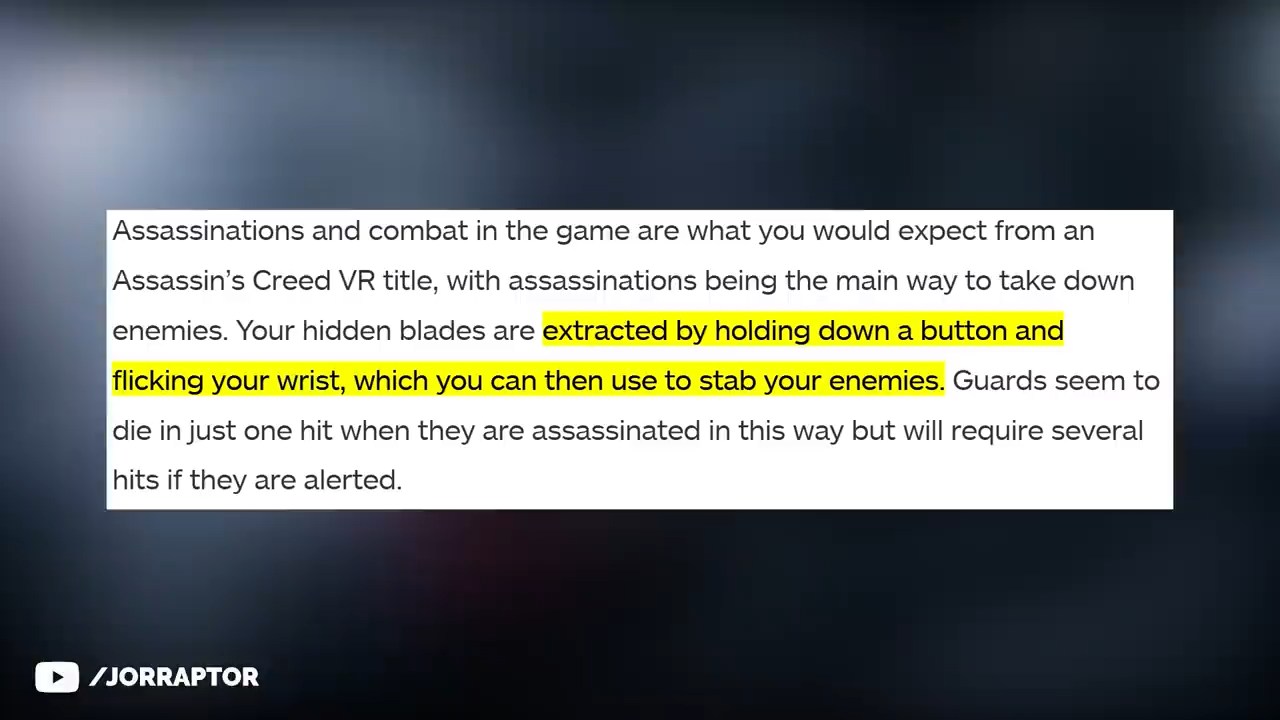 Assassinations and combat in the game are what you would expect from an
Assassin’s Creed VR title, with assassinations being the main way to take down
enemies. Your hidden blades are extracted by holding down a button and
flicking your wrist, which you can then use to stab your enemies. Guards seem to
die in just one hit when they are assassinated in this way but will require several
hits if they are alerted.
/JORRAPTOR